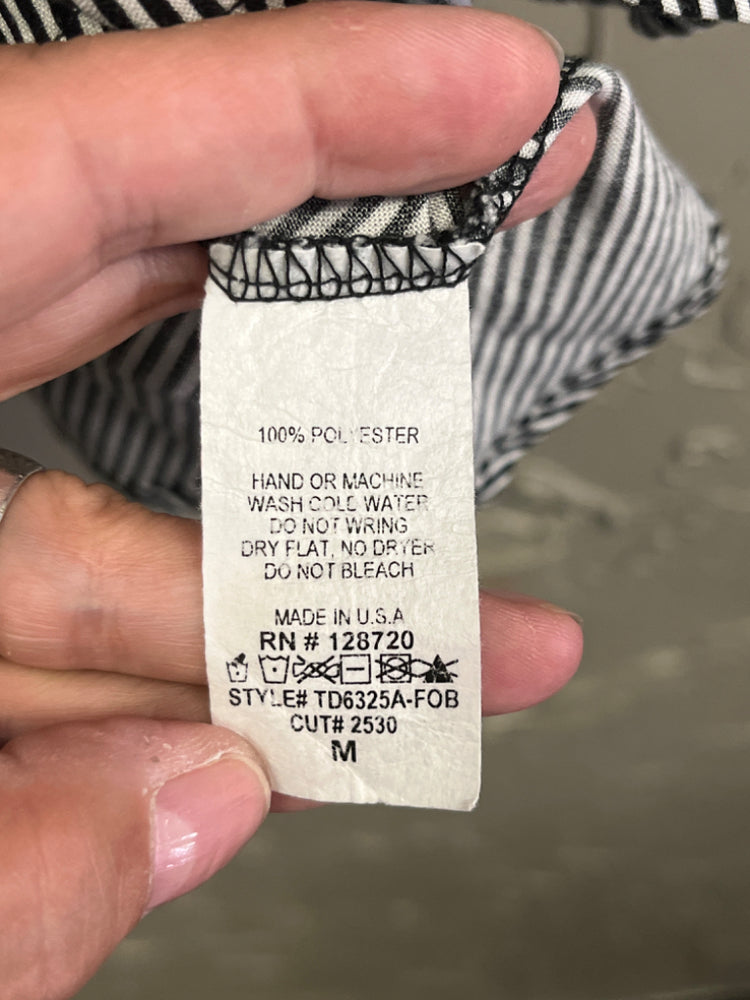 100% POLYESTER
HAND OR MACHINE
WASH COLD WATER
DO NOT WRING
DRY FLAT, NO DRYER
DO NOT BLEACH
MADE IN U.S.A
RN # 128720
STYLE# TD6325A-FOB
CUT# 2530
M